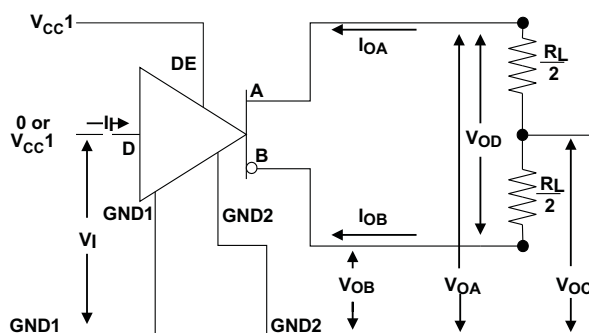 VCC1
DE
IOA
RL
2
A
0 or
VCC1
II
D
VOD
B
RL
2
GND1
GND2
IOB
VI
VOB
VOA
VOC
GND1
GND2